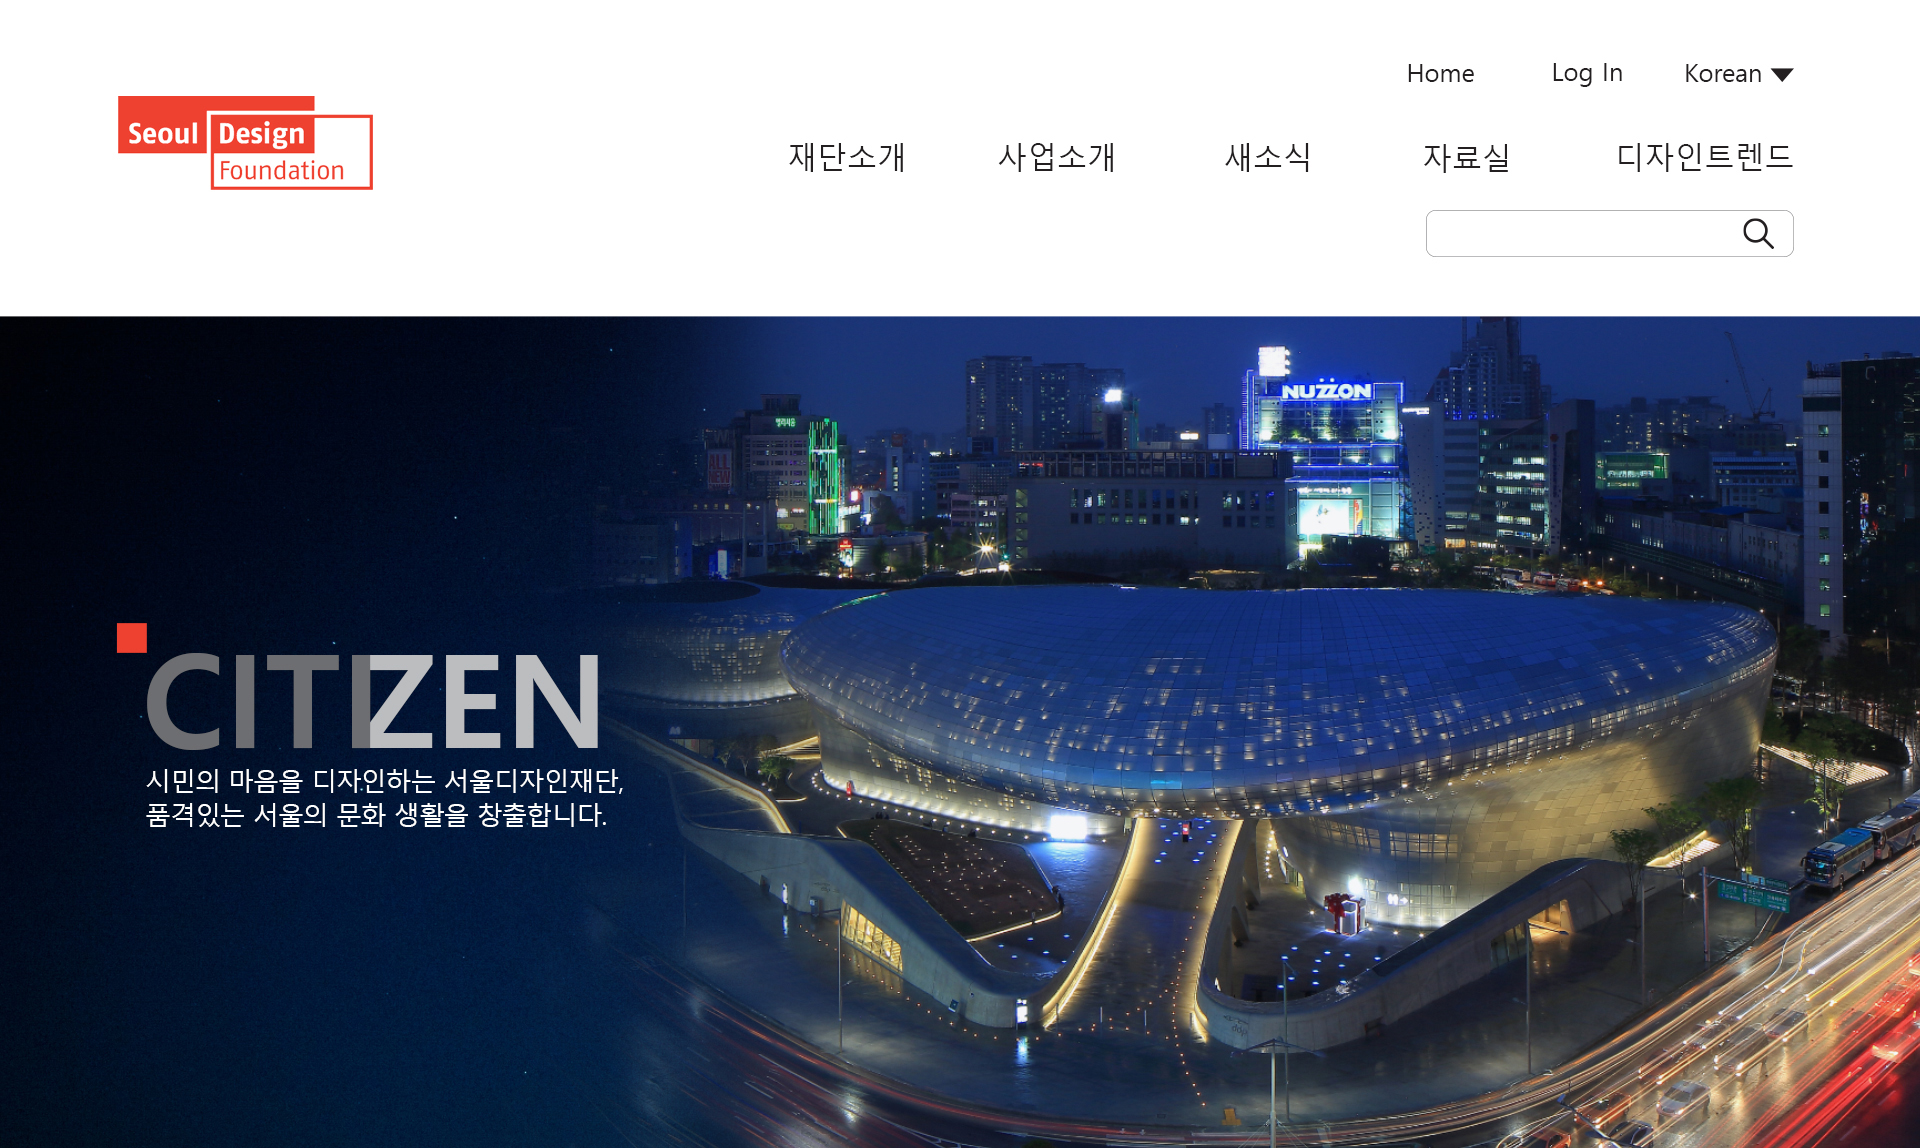 Home
Log In
Korean
Seoul Design
Foundation
재단소개
사업소개
새소식
자료실
디자인트렌드
NUZZON
CITIZEN
시민의 마음을 디자인하는 서울디자인재단,
품격있는 서울의 문화 생활을 창출합니다.